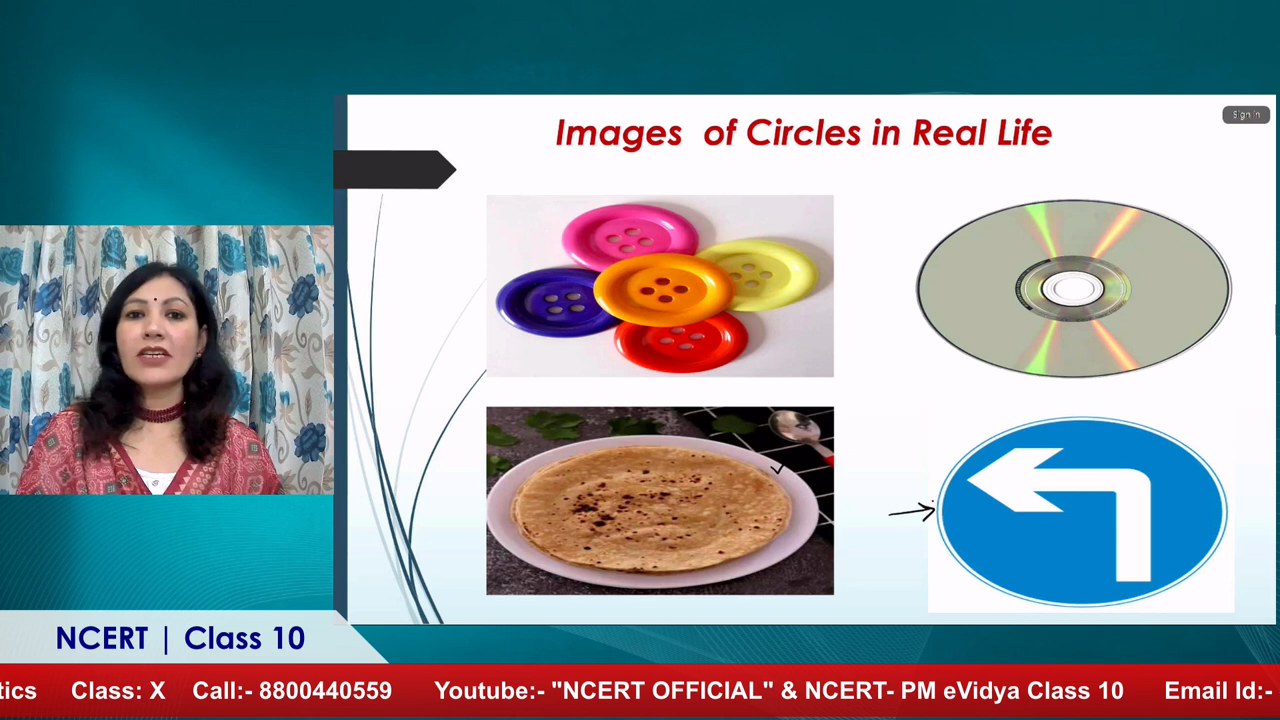 Images of Circles in Real Life
Sign in
NCERT | Class 10
tics Class: X Call:- 8800440559 Youtube:- "NCERT OFFICIAL" & NCERT- PM eVidya Class 10 Email Id:-